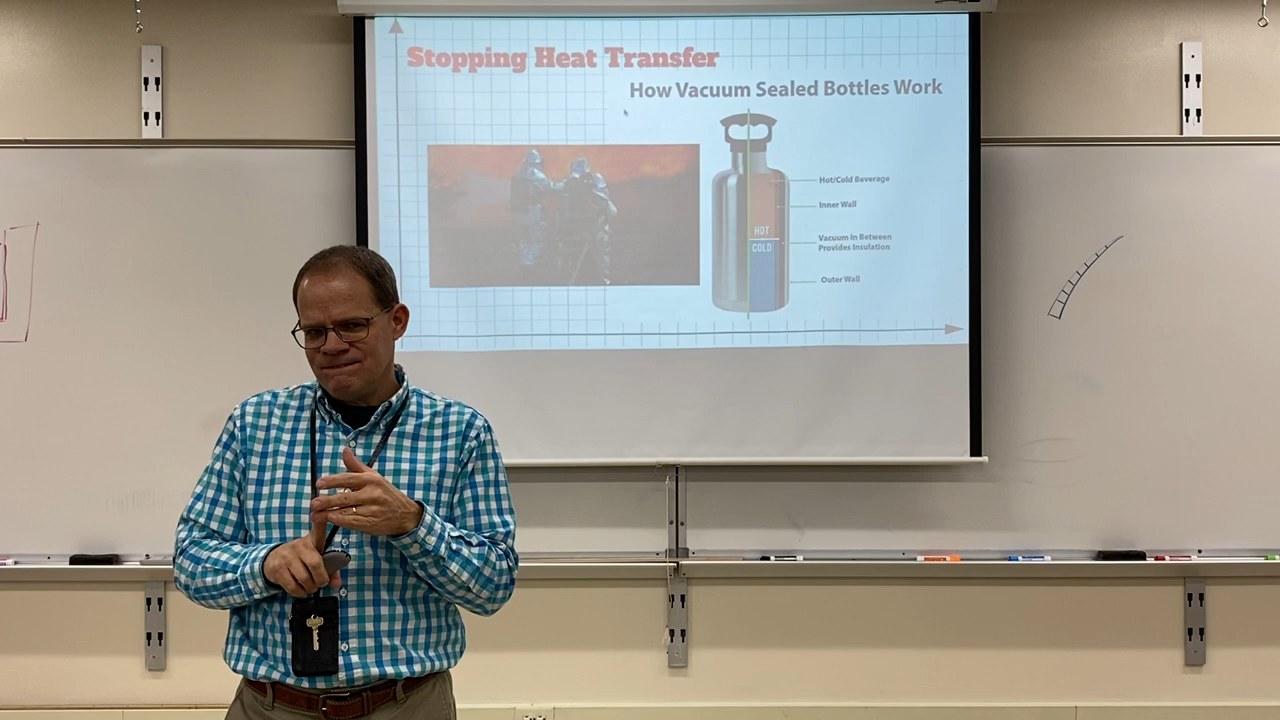 Stopping Heat Transfer
How Vacuum Sealed Bottles Work
Hot/Cold Beverage
Inner Wall
HOT
COLD
Vacuum In Between
Provides Insulation
Outer Wall